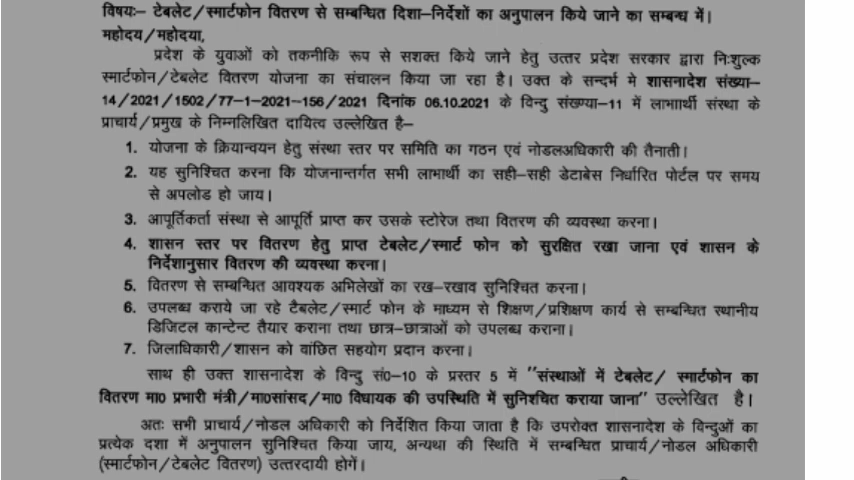 विषयः– टेबलेट/स्मार्टफोन वितरण से सम्बन्धित दिशा–निर्देशों का अनुपालन किये जाने का सम्बन्ध में।
महोदय/महोदया,
प्रदेश के युवाओं को तकनीकि रूप से सशक्त किये जाने हेतु उत्तर प्रदेश सरकार द्वारा निःशुल्क
स्मार्टफोन/टेबलेट वितरण योजना का संचालन किया जा रहा है। उक्त के सन्दर्भ मे शासनादेश संख्या–
14/2021/1502/77–1–2021–156/2021 दिनांक 06.10.2021 के विन्दु संख्ण्या–11 में लाभाार्थी संस्था के
प्राचार्य/प्रमुख के निम्नलिखित दायित्व उल्लेखित है–
1. योजना के क्रियान्वयन हेतु संस्था स्तर पर समिति का गठन एवं नोडलअधिकारी की तैनाती।
2. यह सुनिश्चित करना कि योजनान्तर्गत सभी लाभार्थी का सही–सही डेटाबेस निर्धारित पोर्टल पर समय
से अपलोड हो जाय।
3. आपूर्तिकर्ता संस्था से आपूर्ति प्राप्त कर उसके स्टोरेज तथा वितरण की व्यवस्था करना।
4. शासन स्तर पर वितरण हेतु प्राप्त टेबलेट/स्मार्ट फोन को सुरक्षित रखा जाना एवं शासन के
निर्देशानुसार वितरण की व्यवस्था करना।
5. वितरण से सम्बन्धित आवश्यक अभिलेखों का रख–रखाव सुनिश्चित करना।
6. उपलब्ध कराये जा रहे टैबलेट/स्मार्ट फोन के माध्यम से शिक्षण/प्रशिक्षण कार्य से सम्बन्धित स्थानीय
डिजिटल कान्टेन्ट तैयार कराना तथा छात्र–छात्राओं को उपलब्ध कराना।
7. जिलाधिकारी/शासन को वांछित सहयोग प्रदान करना।
साथ ही उक्त शासनादेश के विन्दु सं0–10 के प्रस्तर 5 में "संस्थाओं में टेबलेट/ स्मार्टफोन का
वितरण मा0 प्रभारी मंत्री/मा0सांसद/मा0 विधायक की उपस्थिति में सुनिश्चित कराया जाना" उल्लेखित है।
अतः सभी प्राचार्य/नोडल अधिकारी को निर्देशित किया जाता है कि उपरोक्त शासनादेश के विन्दुओं का
प्रत्येक दशा में अनुपालन सुनिश्चित किया जाय, अन्यथा की स्थिति में सम्बन्धित प्राचार्य/नोडल अधिकारी
(स्मार्टफोन/टेबलेट वितरण) उत्तरदायी होगें।